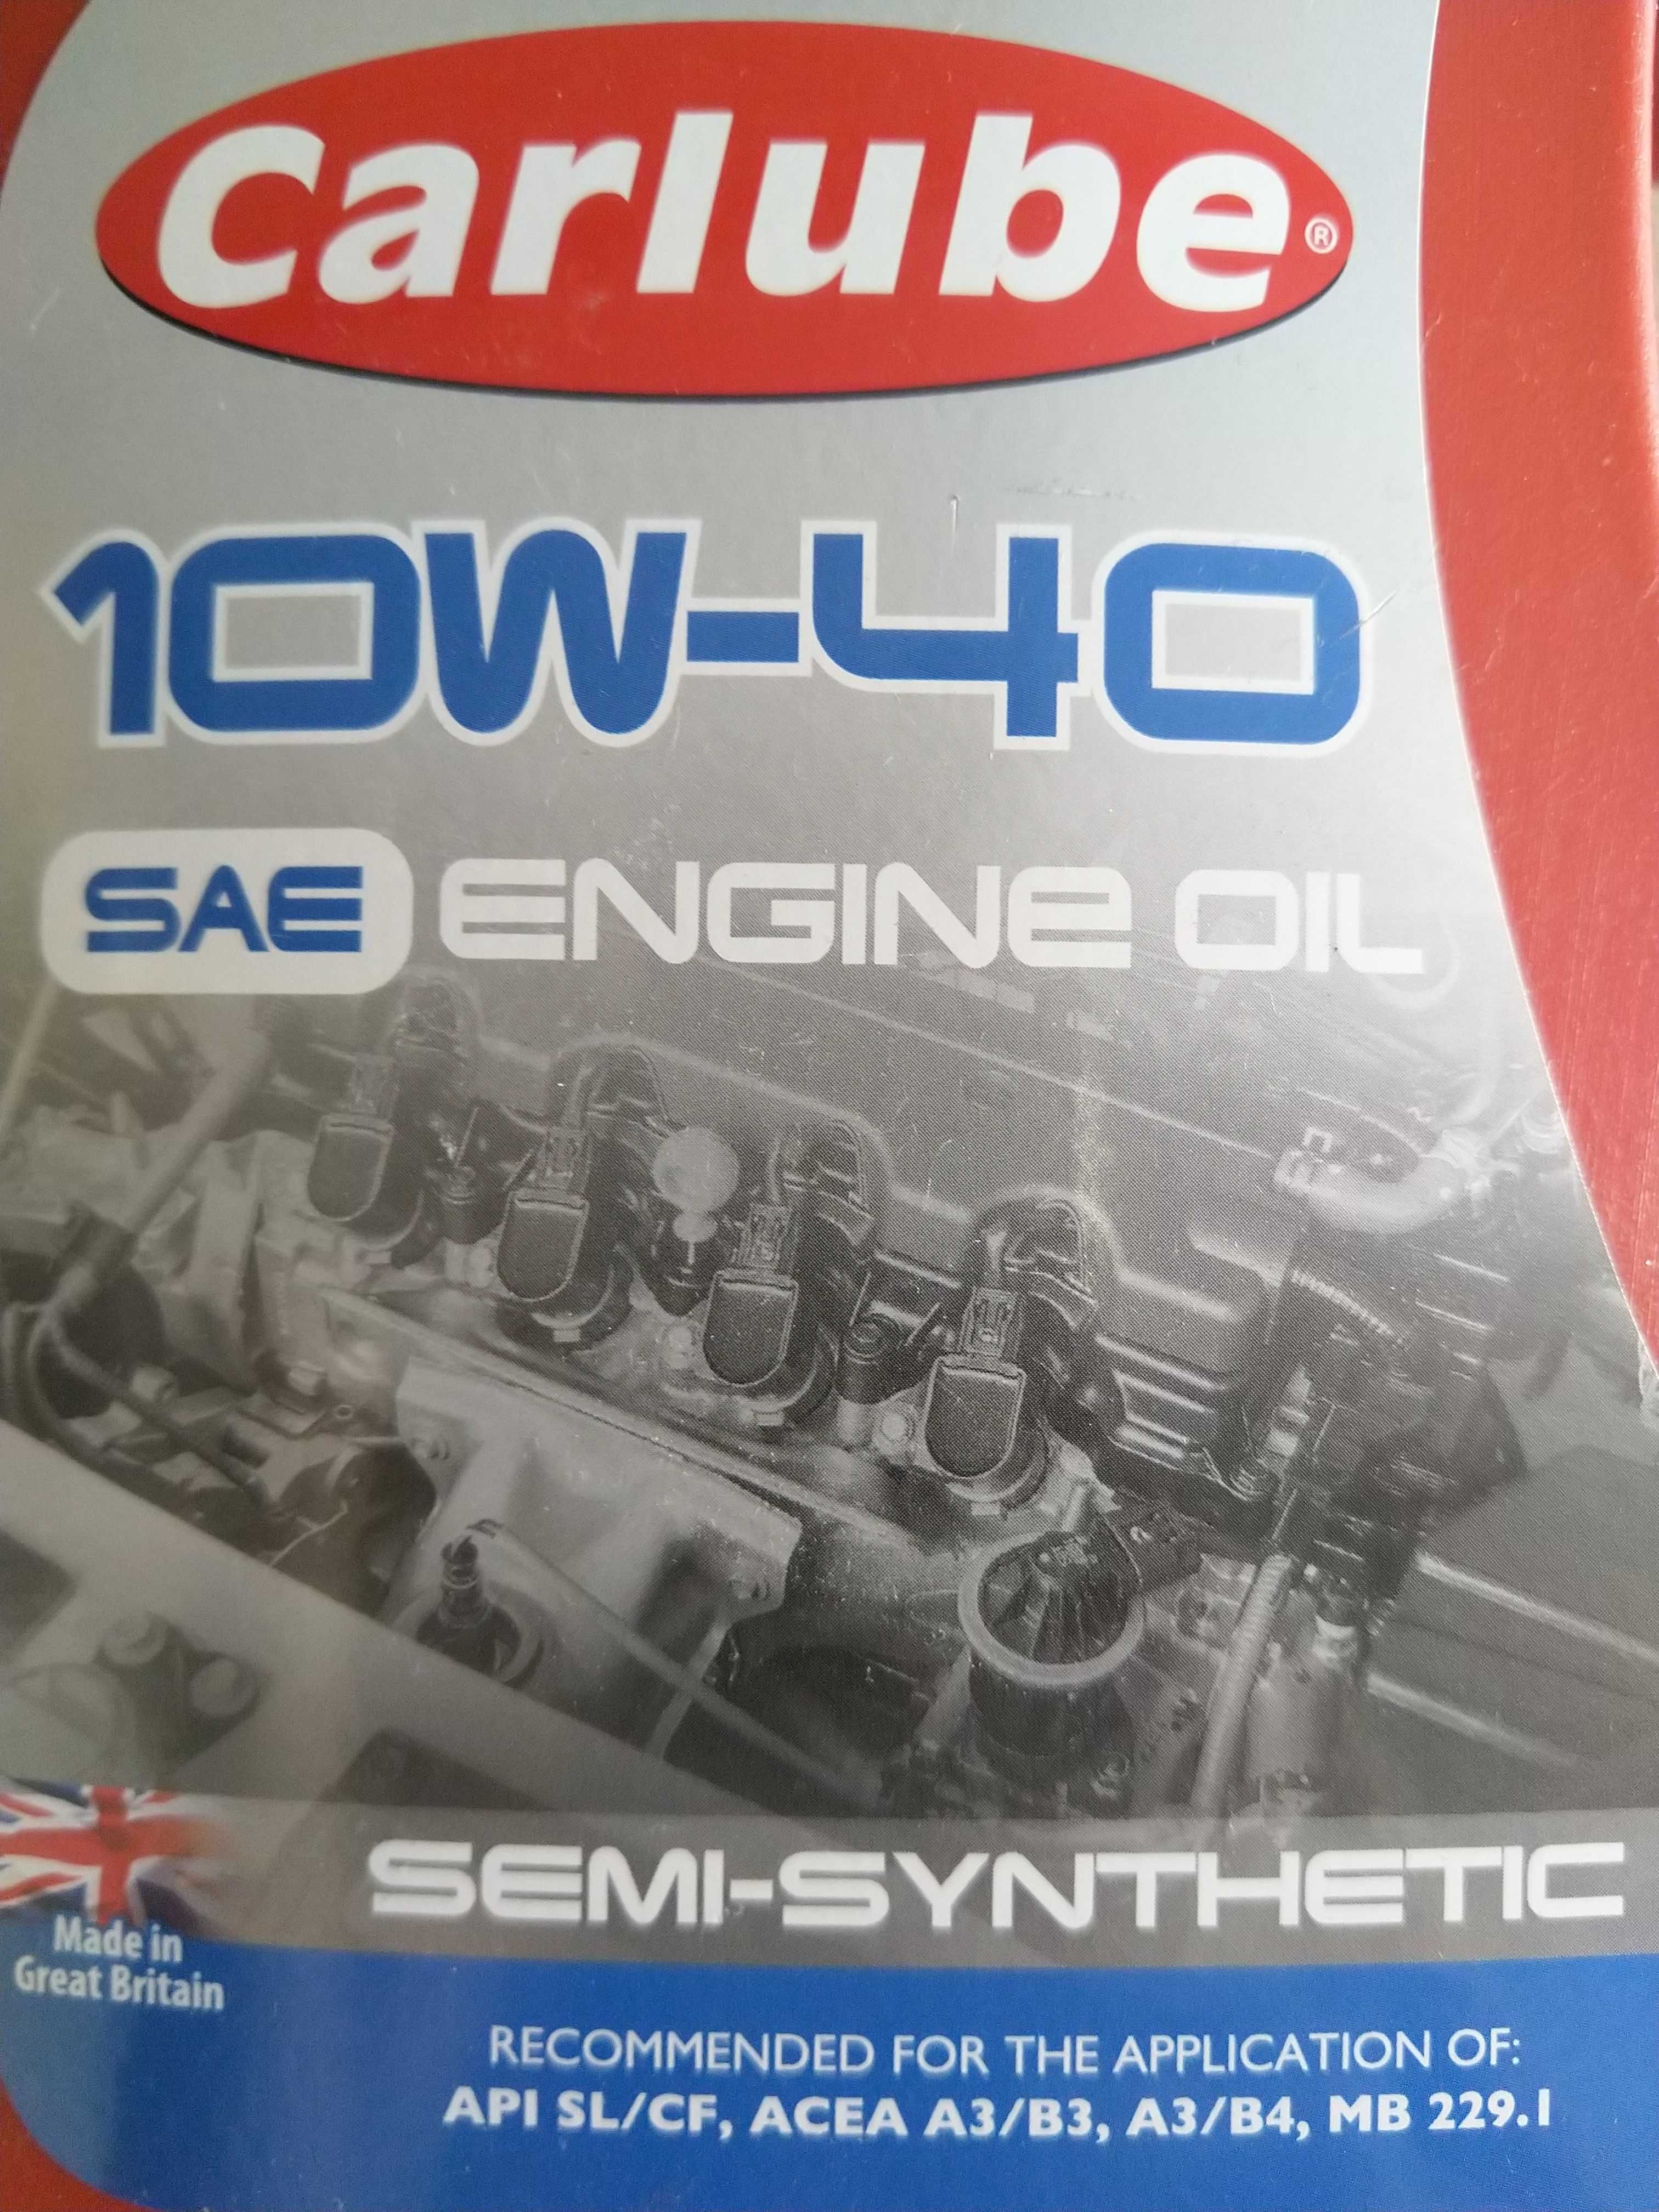 Carlube®
10W-40
SAE ENGINE OIL
SEMI-SYNTHETIC
Made in
Great Britain
RECOMMENDED FOR THE APPLICATION OF:
API SL/CF, ACEA A3/B3, A3/B4, MB 229.1